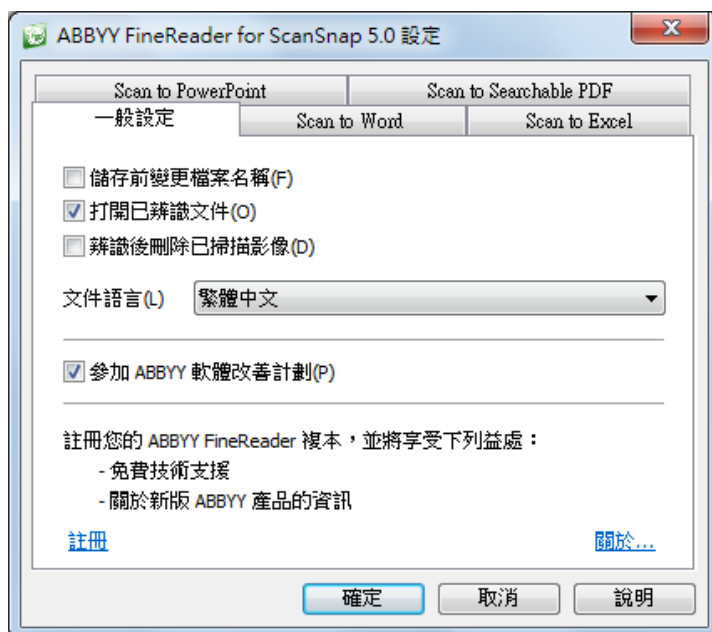 ABBYY FineReader for ScanSnap 5.0 設定
Scan to PowerPoint
Scan to Searchable PDF
一般設定
Scan to Word
Scan to Excel
儲存前變更檔案名稱(F)
打開已辨識文件(O)
辨識後刪除已掃描影像(D)
文件語言(L)
繁體中文
參加 ABBYY 軟體改善計劃(P)
註冊您的 ABBYY FineReader 複本，並將享受下列益處：
- 免費技術支援
- 關於新版 ABBYY 產品的資訊
註冊
關於...
確定
取消
說明